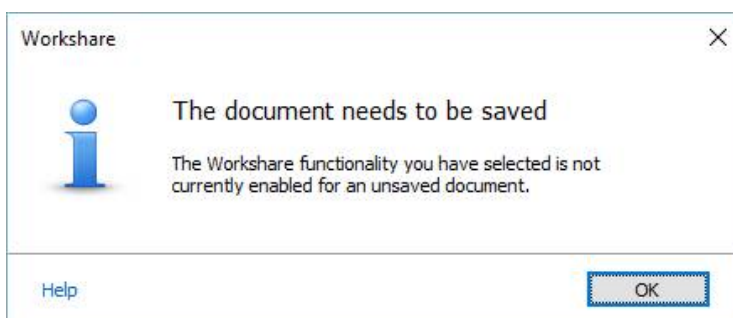 Workshare
The document needs to be saved
The Workshare functionality you have selected is not
currently enabled for an unsaved document.
Help
OK